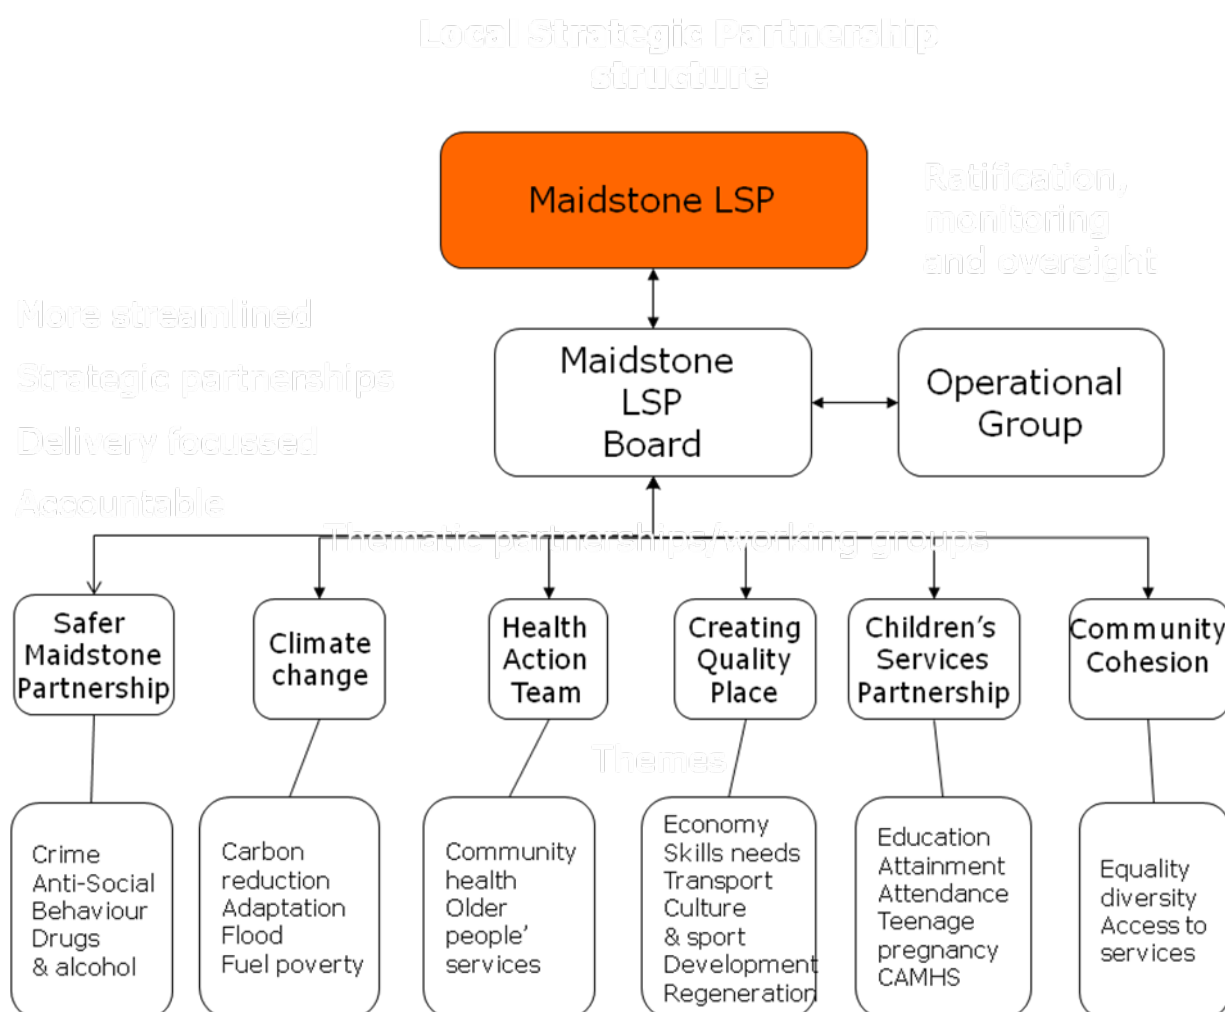 Local Strategic Partnership
structure
Maidstone LSP
Ratification,
monitoring
and oversight
More streamlined
Strategic partnerships
Delivery focussed
Accountable
Maidstone
LSP
Board
Operational
Group
Thematic partnerships/working groups
Safer
Maidstone
Partnership
Climate
change
Health
Action
Team
Creating
Quality
Place
Children’s
Services
Partnership
Community
Cohesion
Themes
Crime
Anti-Social
Behaviour
Drugs
& alcohol
Carbon
reduction
Adaptation
Flood
Fuel poverty
Community
health
Older
people’
services
Economy
Skills needs
Transport
Culture
& sport
Development
Regeneration
Education
Attainment
Attendance
Teenage
pregnancy
CAMHS
Equality
diversity
Access to
services